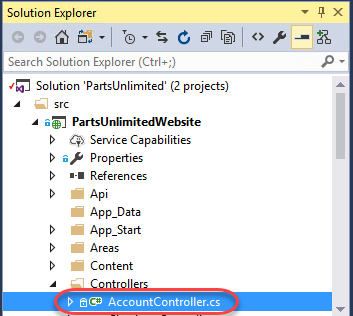 Solution Explorer
Search Solution Explorer (Ctrl+;)
Solution 'PartsUnlimited' (2 projects)
src
PartsUnlimitedWebsite
Service Capabilities
Properties
References
Api
App_Data
App_Start
Areas
Content
Controllers
AccountController.cs